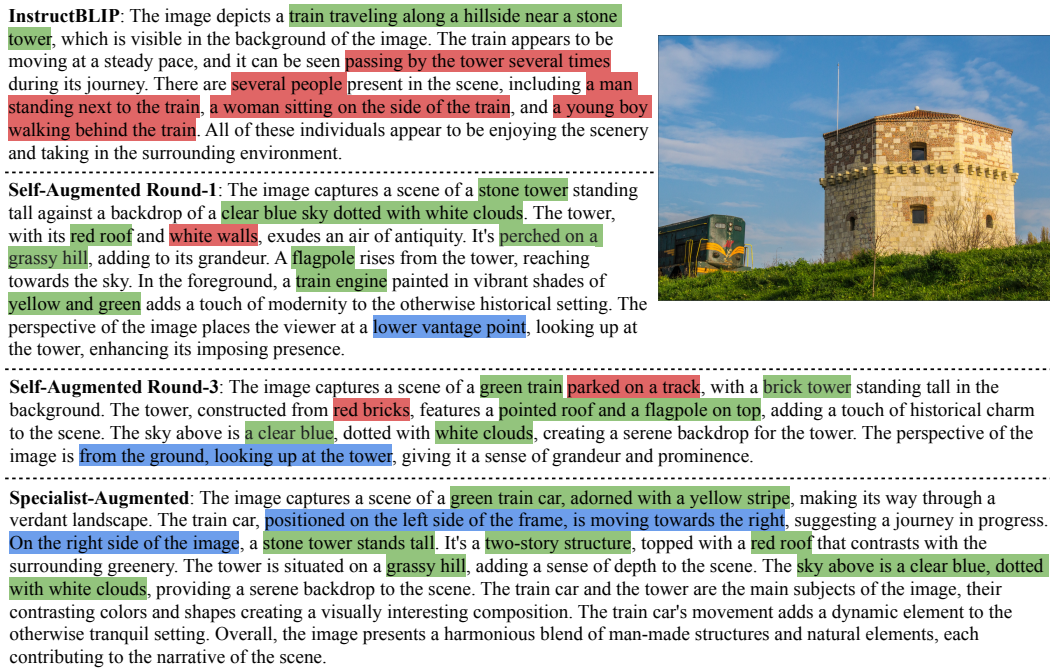 InstructBLIP: The image depicts a train traveling along a hillside near a stone
tower, which is visible in the background of the image. The train appears to be
moving at a steady pace, and it can be seen passing by the tower several times
during its journey. There are several people present in the scene, including a man
standing next to the train, a woman sitting on the side of the train, and a young boy
walking behind the train. All of these individuals appear to be enjoying the scenery
and taking in the surrounding environment.
Self-Augmented Round-1: The image captures a scene of a stone tower standing
tall against a backdrop of a clear blue sky dotted with white clouds. The tower,
with its red roof and white walls, exudes an air of antiquity. It's perched on a
grassy hill, adding to its grandeur. A flagpole rises from the tower, reaching
towards the sky. In the foreground, a train engine painted in vibrant shades of
yellow and green adds a touch of modernity to the otherwise historical setting. The
perspective of the image places the viewer at a lower vantage point, looking up at
the tower, enhancing its imposing presence.
Self-Augmented Round-3: The image captures a scene of a green train parked on a track, with a brick tower standing tall in the
background. The tower, constructed from red bricks, features a pointed roof and a flagpole on top, adding a touch of historical charm
to the scene. The sky above is a clear blue, dotted with white clouds, creating a serene backdrop for the tower. The perspective of the
image is from the ground, looking up at the tower, giving it a sense of grandeur and prominence.
Specialist-Augmented: The image captures a scene of a green train car, adorned with a yellow stripe, making its way through a
verdant landscape. The train car, positioned on the left side of the frame, is moving towards the right, suggesting a journey in progress.
On the right side of the image, a stone tower stands tall. It's a two-story structure, topped with a red roof that contrasts with the
surrounding greenery. The tower is situated on a grassy hill, adding a sense of depth to the scene. The sky above is a clear blue, dotted
with white clouds, providing a serene backdrop to the scene. The train car and the tower are the main subjects of the image, their
contrasting colors and shapes creating a visually interesting composition. The train car's movement adds a dynamic element to the
otherwise tranquil setting. Overall, the image presents a harmonious blend of man-made structures and natural elements, each
contributing to the narrative of the scene.